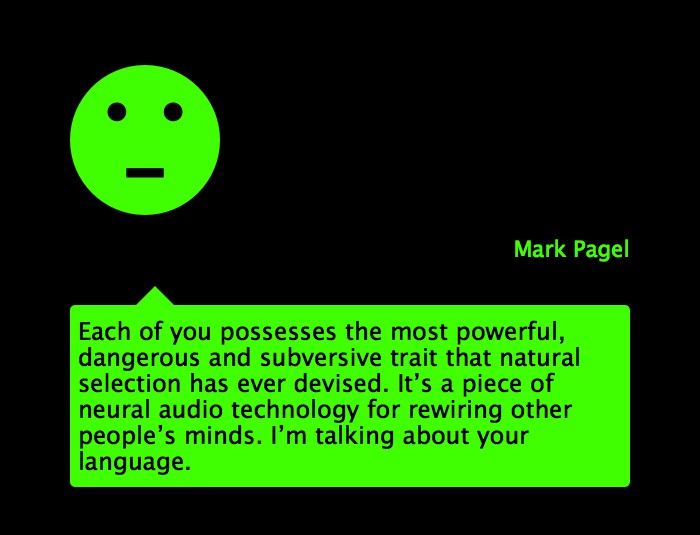 Mark Pagel
Each of you possesses the most powerful,
dangerous and subversive trait that natural
selection has ever devised. It’s a piece of
neural audio technology for rewiring other
people’s minds. I’m talking about your
language.